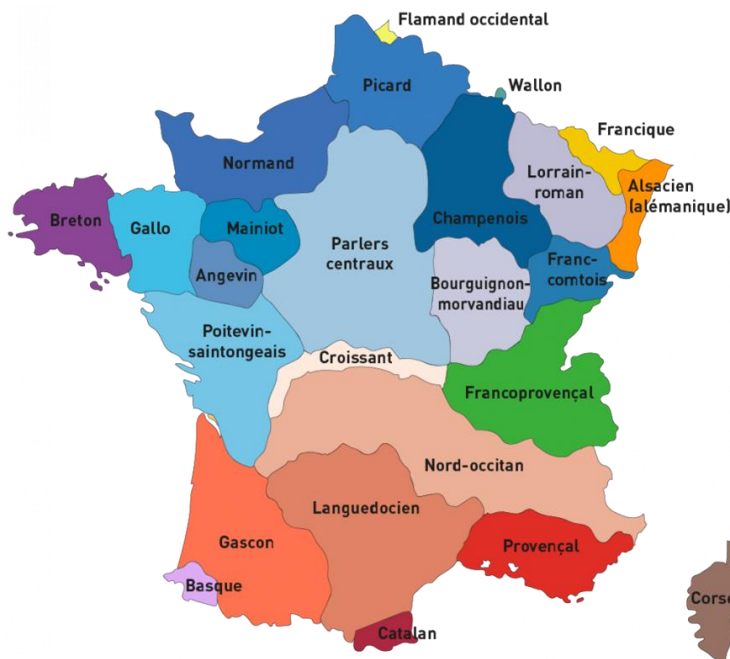 Flamand occidental
Picard
Wallon
Francique
Normand
Lorrain-
roman
Alsacien
(alémanique)
Breton
Gallo
Mainiot
Champenois
Parlers
centraux
Angevin
Franc-
comtois
Bourguignon-
morvandiau
Poitevin-
saintongeais
Croissant
Francoprovençal
Nord-occitan
Languedocien
Gascon
Provençal
Basque
Corse
Catalan